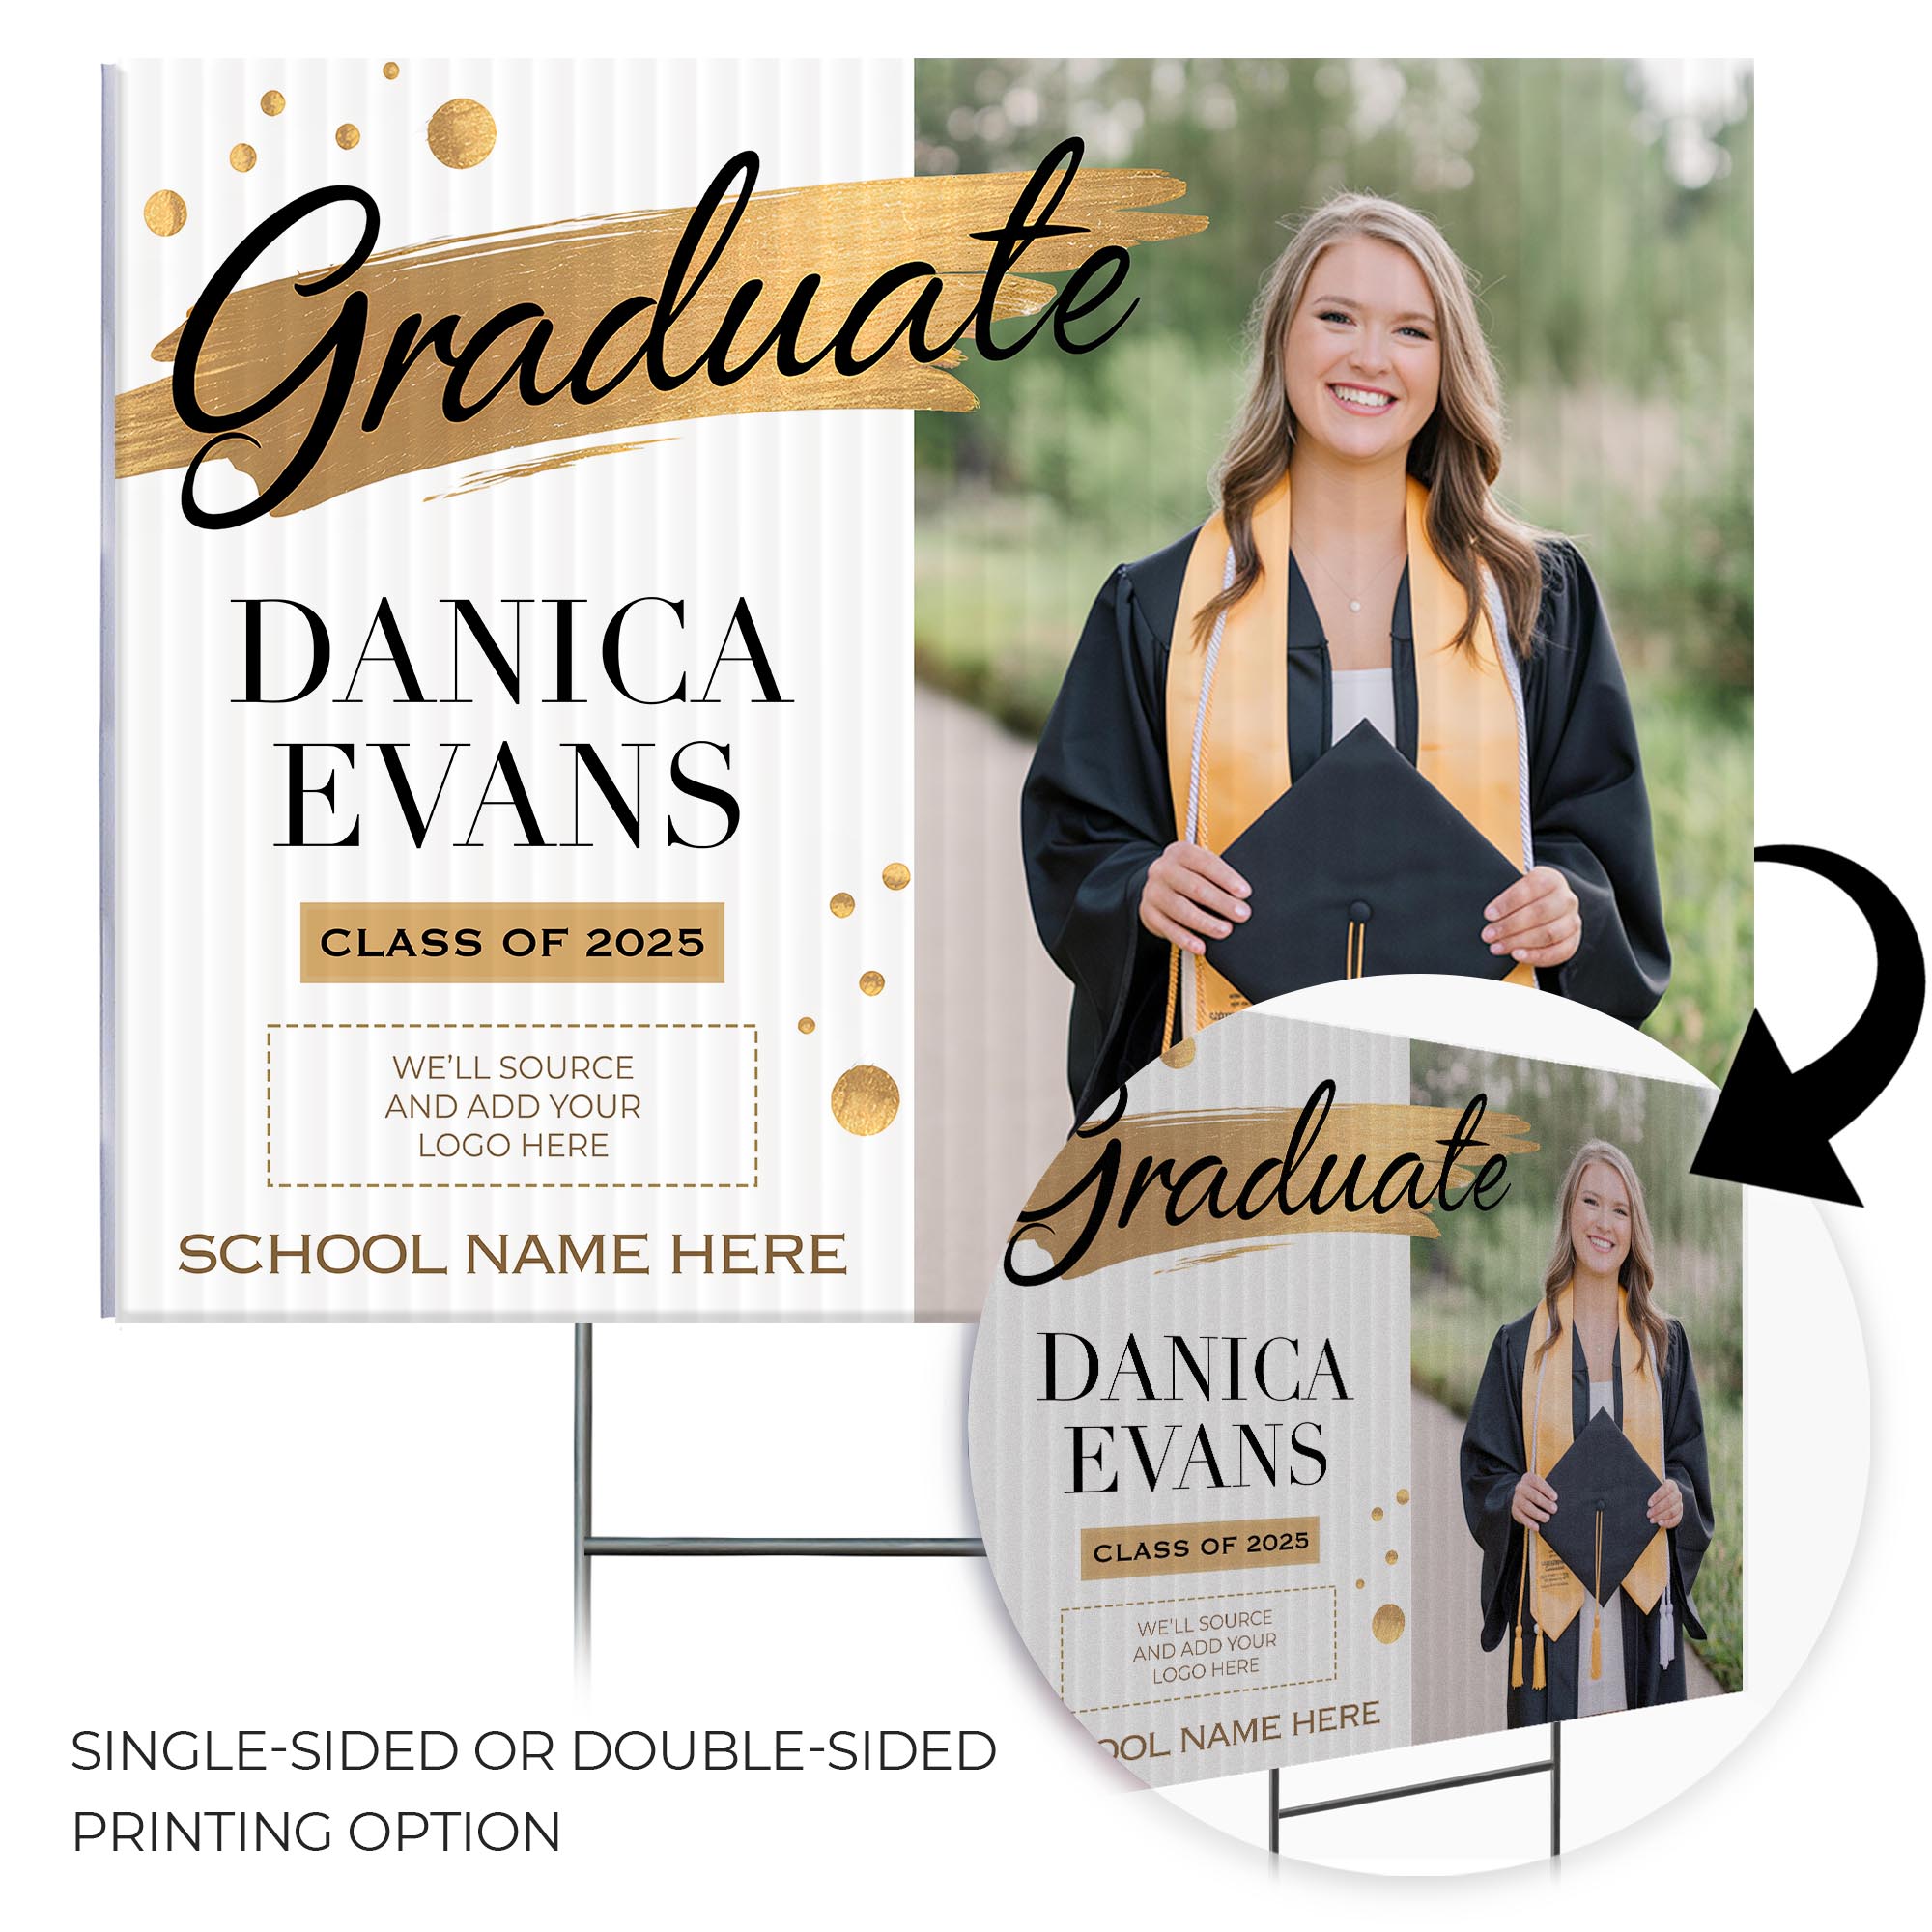 Graduate
DANICA
EVANS
CLASS OF 2025
WE'LL SOURCE
AND ADD YOUR
LOGO HERE
SCHOOL NAME HERE
Graduate
DANICA
EVANS
CLASS OF 2025
WE'LL SOURCE
AND ADD YOUR
LOGO HERE
OOL NAME HERE
SINGLE-SIDED OR DOUBLE-SIDED
PRINTING OPTION